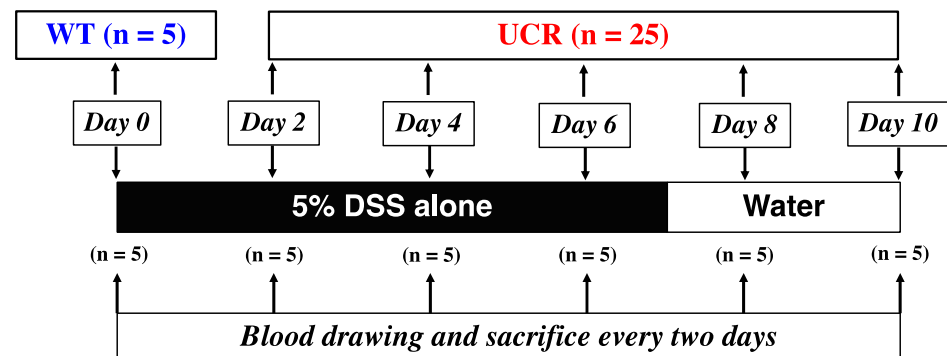 WT (n = 5)
UCR (n = 25)
Day 0
Day 2
Day 4
Day 6
Day 8
Day 10
5% DSS alone
Water
(n = 5)
(n = 5)
(n = 5)
(n = 5)
(n = 5)
(n = 5)
Blood drawing and sacrifice every two days